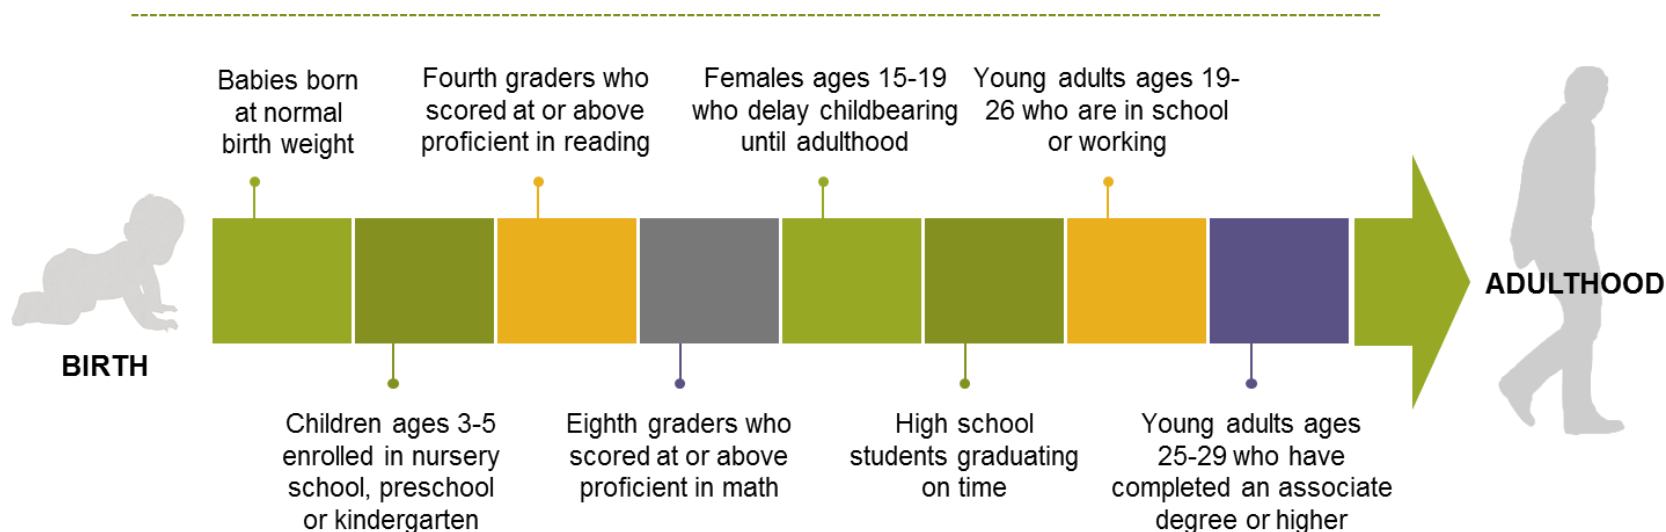 Babies born
at normal
birth weight
Fourth graders who
scored at or above
proficient in reading
Females ages 15-19
who delay childbearing
until adulthood
Young adults ages 19-
26 who are in school
or working
BIRTH
ADULTHOOD
Children ages 3-5
enrolled in nursery
school, preschool
or kindergarten
Eighth graders who
scored at or above
proficient in math
High school
students graduating
on time
Young adults ages
25-29 who have
completed an associate
degree or higher